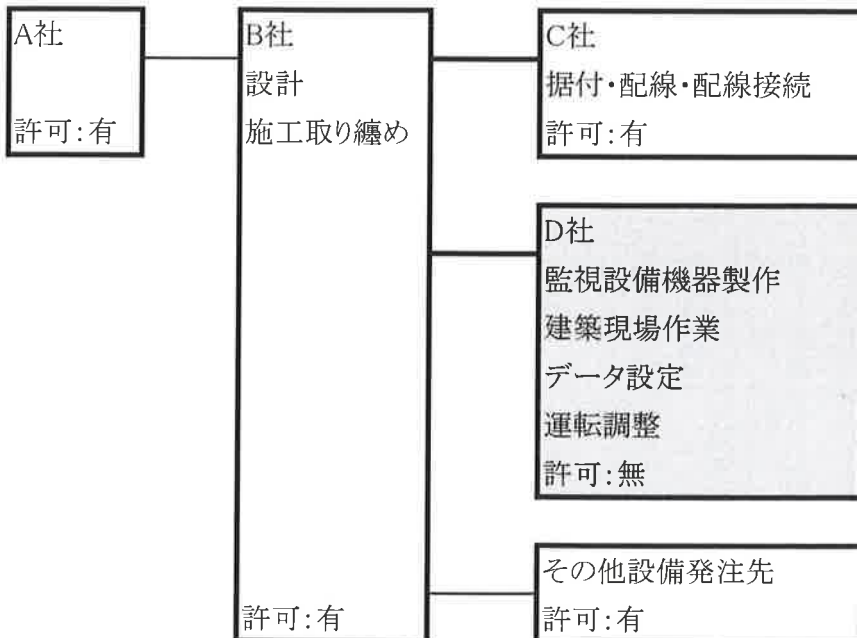 A社
許可:有
B社
設計
施工取り纏め
許可:有
C社
据付・配線・配線接続
許可:有
D社
監視設備機器製作
建築現場作業
データ設定
運転調整
許可:無
その他設備発注先
許可:有